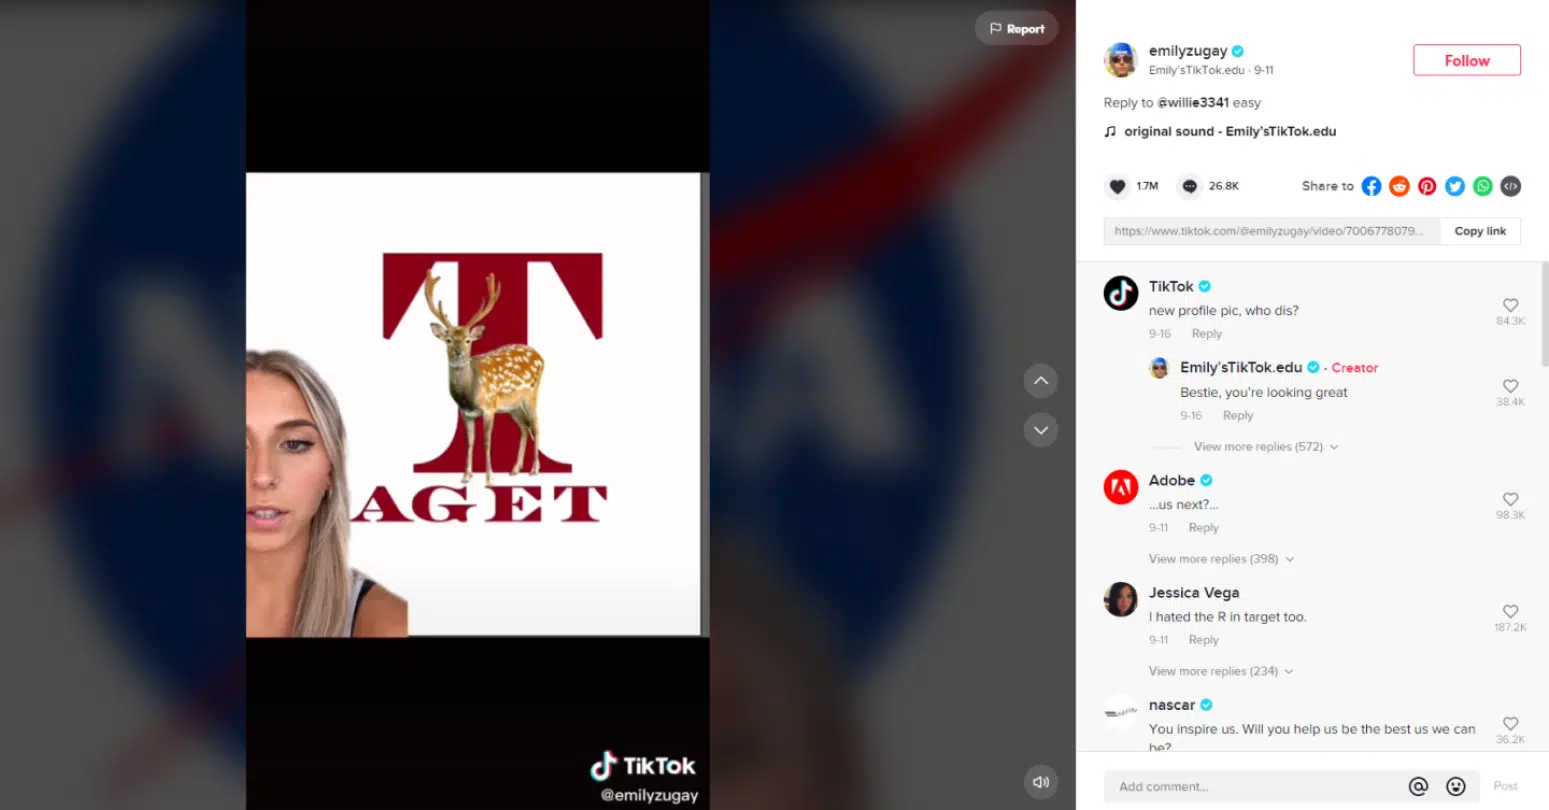 Report
T
AGET
TikTok
@emilyzugay
emilyzugay
Emily'sTikTok.edu · 9-11
Follow
Reply to @willie3341 easy
original sound - Emily'sTikTok.edu
1.7M
26.8K
Share to
https://www.tiktok.com/@emilyzugay/video/7006778079...
Copy link
TikTok
new profile pic, who dis?
9-16 Reply
84.3K
Emily'sTikTok.edu · Creator
Bestie, you're looking great
9-16 Reply
38.4K
View more replies (572)
Adobe
...us next?...
9-11 Reply
98.3K
View more replies (398)
Jessica Vega
I hated the R in target too.
9-11 Reply
187.2K
View more replies (234)
nascar
You inspire us. Will you help us be the best us we can
be?
36.2K
Add comment...
Post